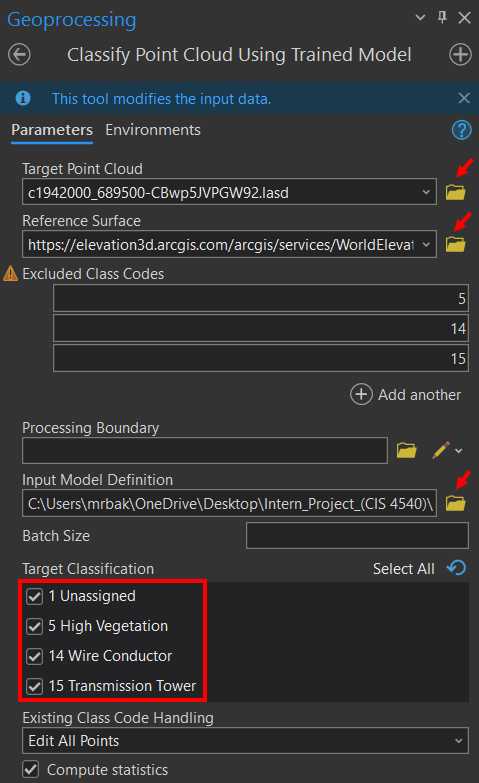 Geoprocessing
Classify Point Cloud Using Trained Model
This tool modifies the input data.
Parameters Environments
Target Point Cloud
c1942000_689500-CBwp5JVPGW92.lasd
Reference Surface
https://elevation3d.arcgis.com/arcgis/services/WorldElevat
Excluded Class Codes
5
14
15
Add another
Processing Boundary
Input Model Definition
C:\Users\mrbak\OneDrive\Desktop\Intern_Project_(CIS 4540)\
Batch Size
Target Classification Select All
1 Unassigned
5 High Vegetation
14 Wire Conductor
15 Transmission Tower
Existing Class Code Handling
Edit All Points
Compute statistics